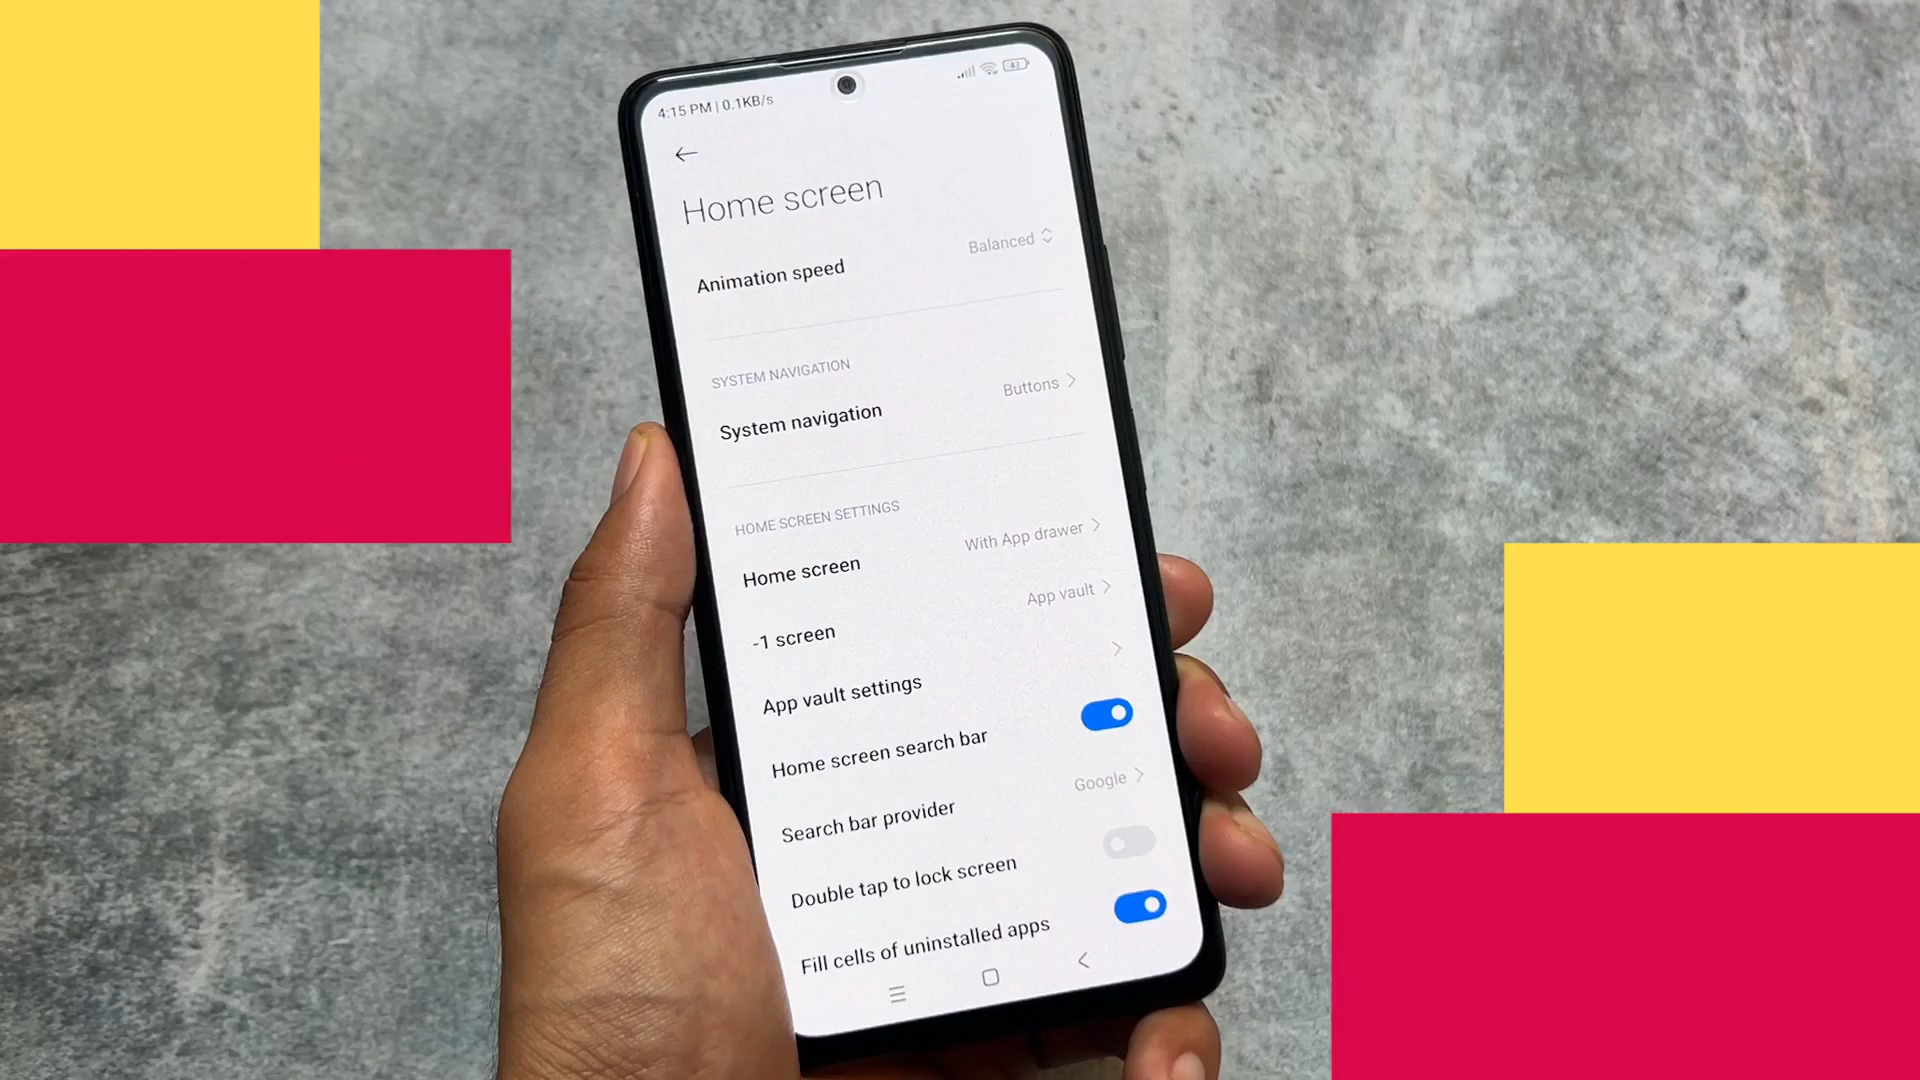 4:15 PM | 0.1KB/s
43
Home screen
Animation speed
Balanced
SYSTEM NAVIGATION
System navigation
Buttons
HOME SCREEN SETTINGS
Home screen
With App drawer
-1 screen
App vault
App vault settings
Home screen search bar
Search bar provider
Google
Double tap to lock screen
Fill cells of uninstalled apps